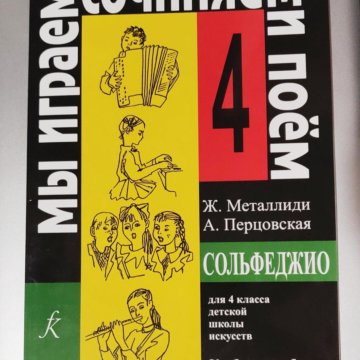 МЫ ИГРАЕМ
СОЧИНЯЕМ
И ПОЁМ
4
Ж. Металлиди
А. Перцовская
СОЛЬФЕДЖИО
для 4 класса
детской
школы
искусств